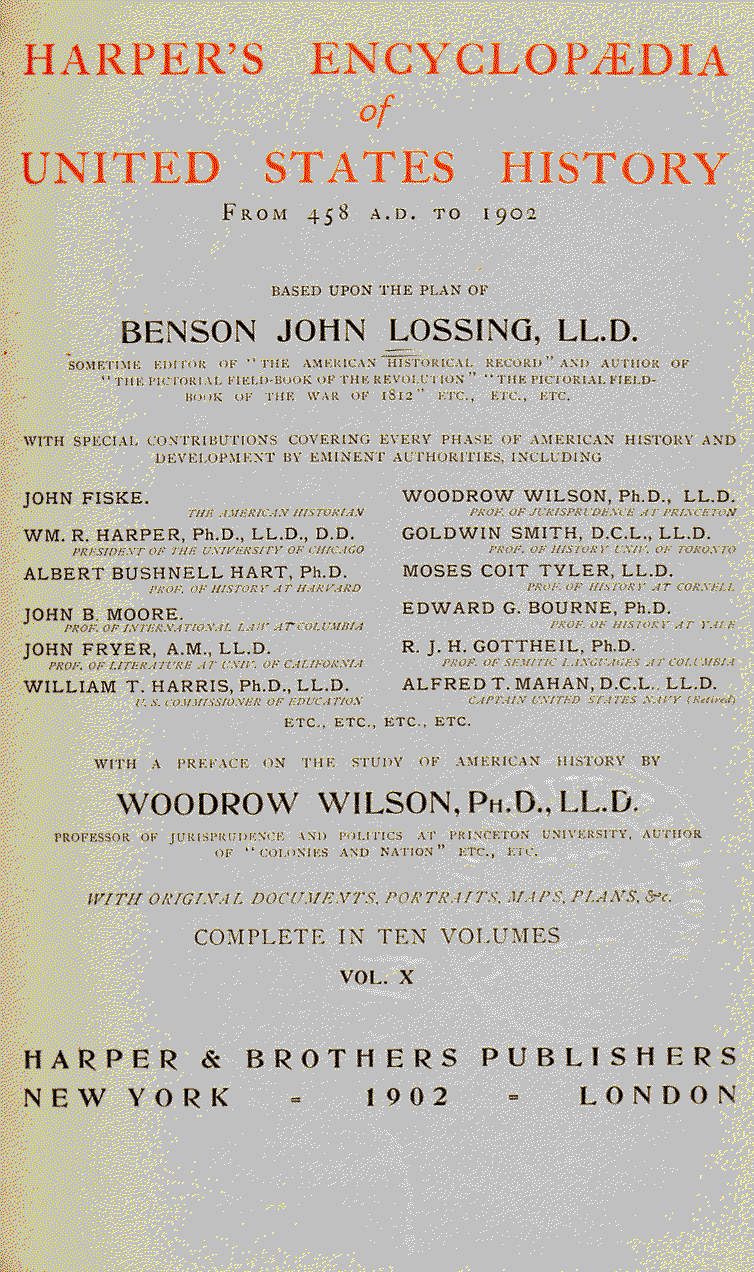 HARPER'S ENCYCLOPÆDIA
of
UNITED STATES HISTORY
FROM 458 A.D. TO 1902
BASED UPON THE PLAN OF
BENSON JOHN LOSSING, LL.D.
SOMETIME EDITOR OF "THE AMERICAN HISTORICAL RECORD" AND AUTHOR OF
"THE PICTORIAL FIELD-BOOK OF THE REVOLUTION" "THE PICTORIAL FIELD-
BOOK OF THE WAR OF 1812" ETC., ETC., ETC.
WITH SPECIAL CONTRIBUTIONS COVERING EVERY PHASE OF AMERICAN HISTORY AND
DEVELOPMENT BY EMINENT AUTHORITIES, INCLUDING
JOHN FISKE.
THE AMERICAN HISTORIAN
WM. R. HARPER, Ph.D., LL.D., D.D.
PRESIDENT OF THE UNIVERSITY OF CHICAGO
ALBERT BUSHNELL HART, Ph.D.
PROF. OF HISTORY AT HARVARD
JOHN B. MOORE.
PROF. OF INTERNATIONAL LAW AT COLUMBIA
JOHN FRYER, A.M., LL.D.
PROF. OF LITERATURE AT UNIV. OF CALIFORNIA
WILLIAM T. HARRIS, Ph.D., LL.D.
U. S. COMMISSIONER OF EDUCATION
WOODROW WILSON, Ph.D., LL.D.
PROF. OF JURISPRUDENCE AT PRINCETON
GOLDWIN SMITH, D.C.L., LL.D.
PROF. OF HISTORY UNIV. OF TORONTO
MOSES COIT TYLER, LL.D.
PROF. OF HISTORY AT CORNELL
EDWARD G. BOURNE, Ph.D.
PROF. OF HISTORY AT YALE
R. J. H. GOTTHEIL, Ph.D.
PROF. OF SEMITIC LANGUAGES AT COLUMBIA
ALFRED T. MAHAN, D.C.L., LL.D.
CAPTAIN UNITED STATES NAVY (Retired)
ETC., ETC., ETC., ETC.
WITH A PREFACE ON THE STUDY OF AMERICAN HISTORY BY
WOODROW WILSON, PH.D., LL.D.
PROFESSOR OF JURISPRUDENCE AND POLITICS AT PRINCETON UNIVERSITY, AUTHOR
OF "COLONIES AND NATION" ETC., ETC.
WITH ORIGINAL DOCUMENTS, PORTRAITS, MAPS, PLANS, &c.
COMPLETE IN TEN VOLUMES
VOL. X
HARPER & BROTHERS PUBLISHERS
NEW YORK = 1902 = LONDON